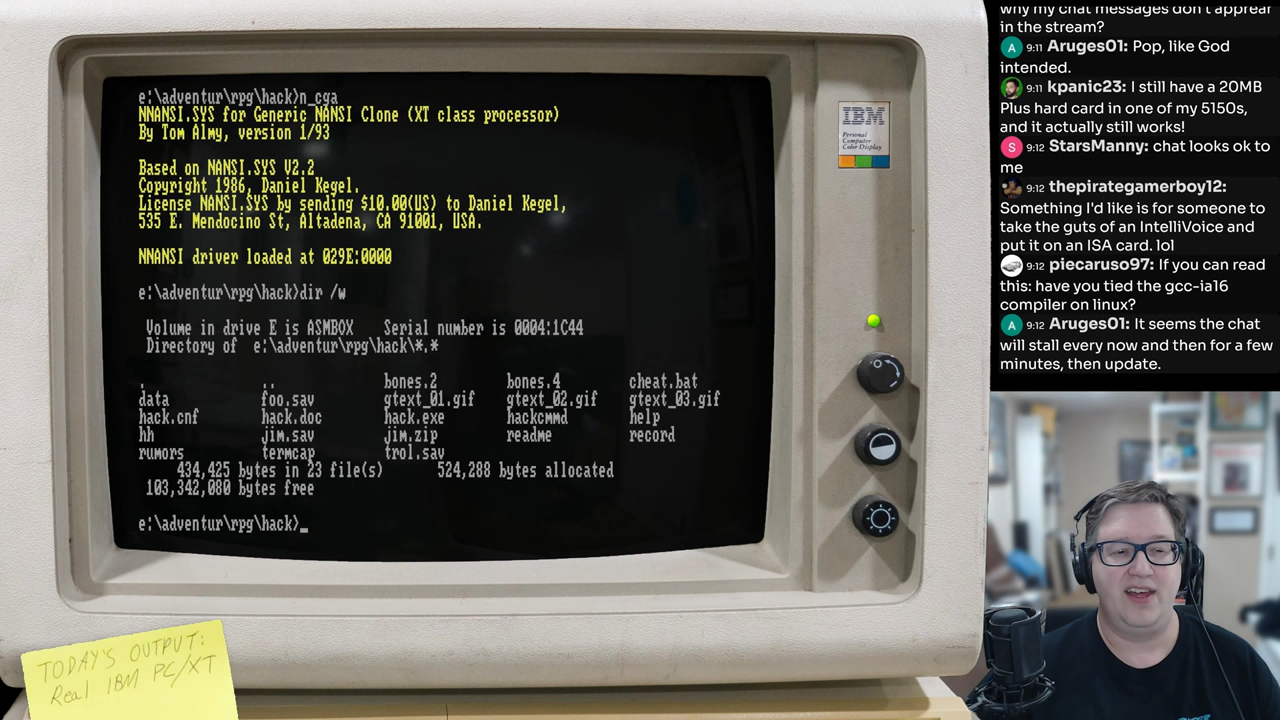 e:\adventur\rpg\hack>n_cga
NNANSI.SYS for Generic NANSI Clone (XT class processor)
By Tom Almy, version 1/93
Based on NANSI.SYS V2.2
Copyright 1986, Daniel Kegel.
License NANSI.SYS by sending $10.00(US) to Daniel Kegel,
535 E. Mendocino St, Altadena, CA 91001, USA.
NNANSI driver loaded at 029E:0000
e:\adventur\rpg\hack>dir /w
Volume in drive E is ASMBOX    Serial number is 0004:1C44
Directory of  e:\adventur\rpg\hack\*.*
.    ..    bones.2    bones.4    cheat.bat
data    foo.sav    gtext_01.gif    gtext_02.gif    gtext_03.gif
hack.cnf    hack.doc    hack.exe    hackcmmd    help
hh    jim.sav    jim.zip    readme    record
rumors    termcap    trol.sav
434,425 bytes in 23 file(s)    524,288 bytes allocated
103,342,080 bytes free
e:\adventur\rpg\hack>_
IBM
Personal
Computer
Color Display
TODAY'S OUTPUT:
Real IBM PC/XT
why my chat messages don't apprear
in the stream?
A 9:11 Aruges01: Pop, like God
intended.
9:11 kpanic23: I still have a 20MB
Plus hard card in one of my 5150s,
and it actually still works!
S 9:12 StarsManny: chat looks ok to
me
9:12 thepirategamerboy12:
Something I'd like is for someone to
take the guts of an IntelliVoice and
put it on an ISA card. lol
9:12 piecaruso97: If you can read
this: have you tied the gcc-ia16
compiler on linux?
A 9:12 Aruges01: It seems the chat
will stall every now and then for a few
minutes, then update.